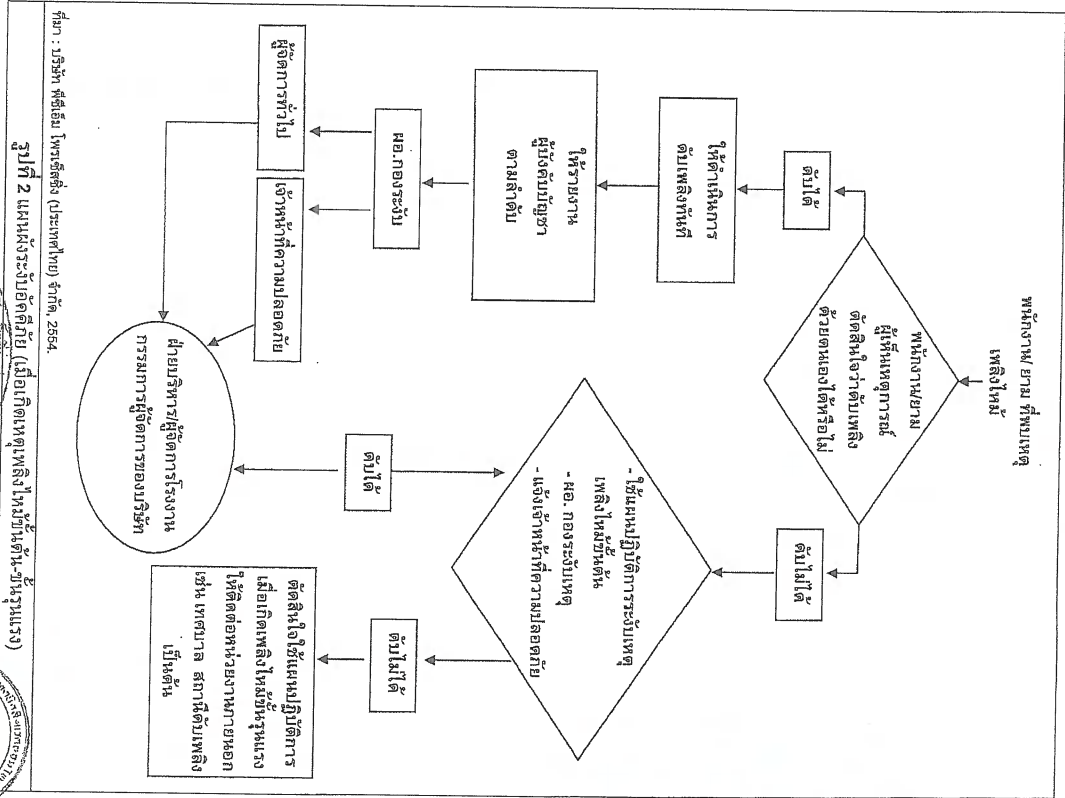 พนักงาน/ ยาม ที่พบเหตุ
เพลิงไหม้
พนักงาน/ยาม
ผู้เห็นเหตุการณ์
ตัดสินใจว่าดับเพลิง
ด้วยตนเองได้หรือไม่
ดับได้
ดับไม่ได้
ให้ดำเนินการ
ดับเพลิงทันที
ให้รายงาน
ผู้บังคับบัญชา
ตามลำดับ
- ใช้แผนปฏิบัติการระงับเหตุ
เพลิงไหม้ขั้นต้น
- ผอ. กองระงับเหตุ
- แจ้งเจ้าหน้าที่ความปลอดภัย
ผอ.กองระงับ
ดับได้
ดับไม่ได้
ผู้จัดการทั่วไป
เจ้าหน้าที่ความปลอดภัย
ฝ่ายบริหาร/ผู้จัดการโรงงาน
กรรมการผู้จัดการของบริษัท
ตัดสินใจใช้แผนปฏิบัติการ
เมื่อเกิดเพลิงไหม้ขั้นรุนแรง
ให้ติดต่อหน่วยงานภายนอก
เช่น เทศบาล สถานีดับเพลิง
เป็นต้น
ที่มา : บริษัท พีซีเอ็ม โพรเซ็สซิ่ง (ประเทศไทย) จำกัด, 2554.
รูปที่ 2 แผนผังระงับอัคคีภัย (เมื่อเกิดเหตุเพลิงไหม้ขั้นต้น-ขั้นรุนแรง)